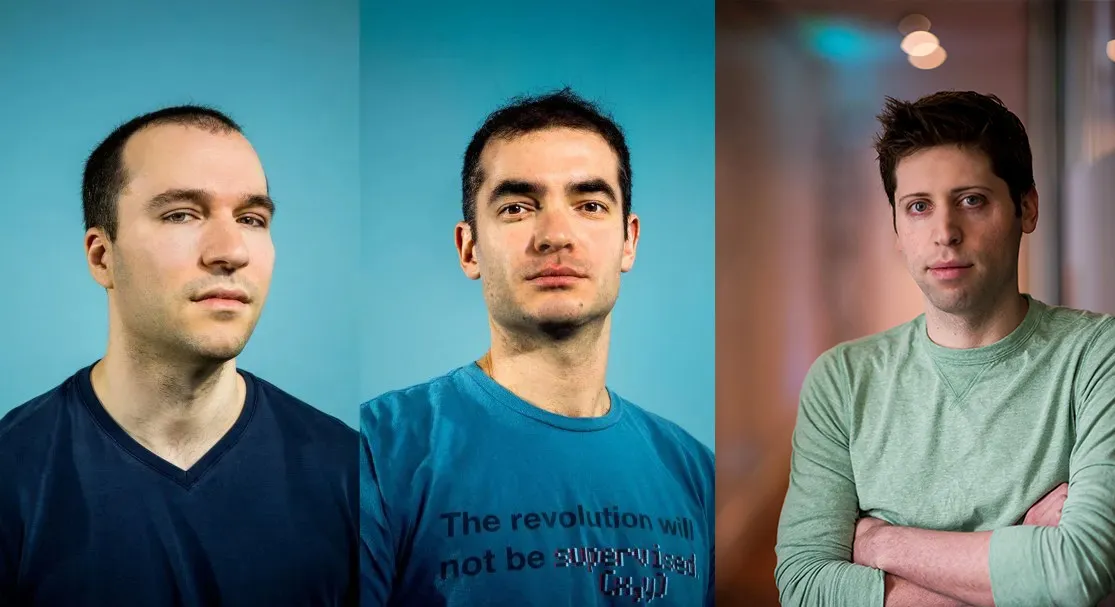 The revolution will
not be supervised
(x,y)